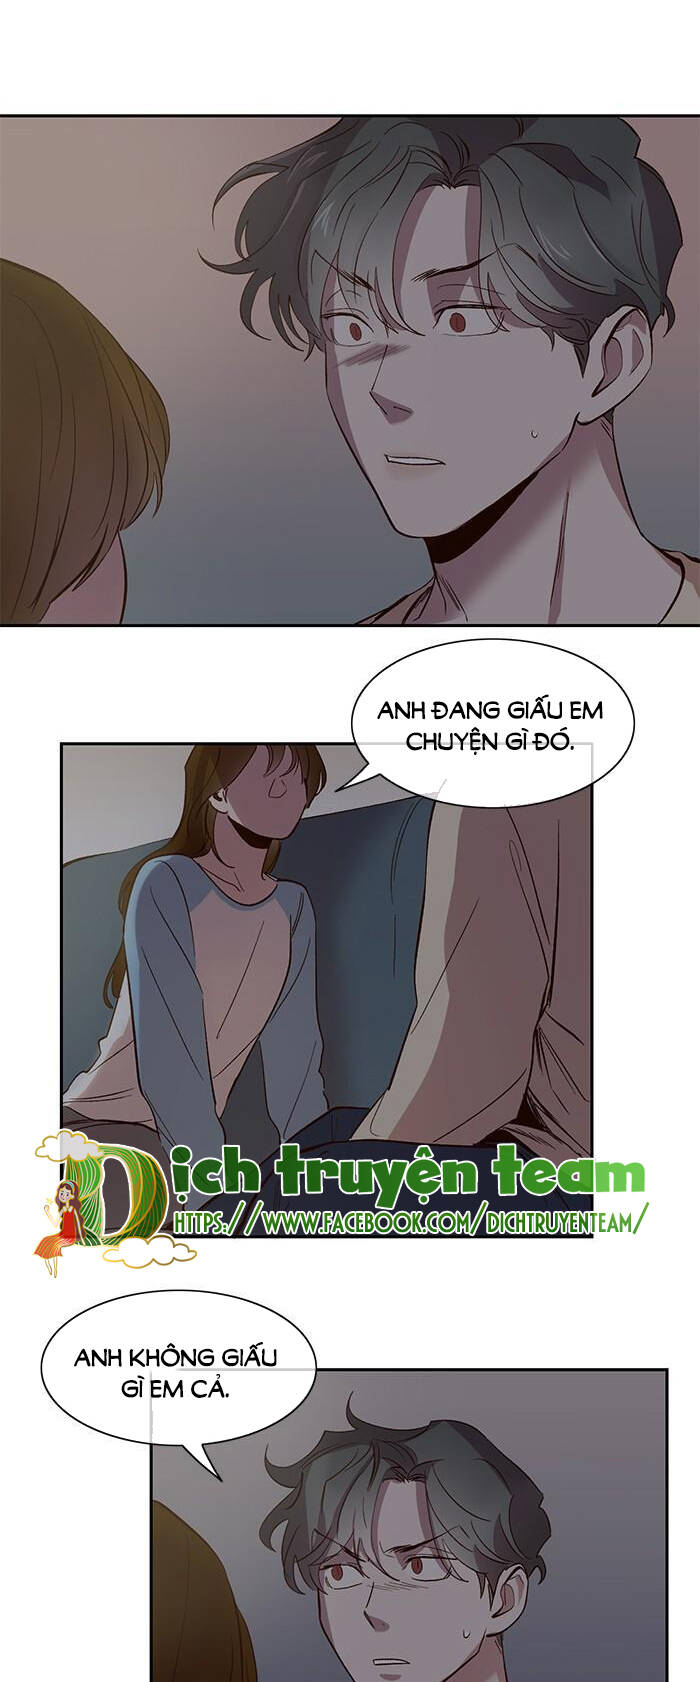 ANH ĐANG GIẤU EM
CHUYỆN GÌ ĐÓ.
Dịch truyện team
HTTPS://WWW.FACEBOOK.COM/DICHTRUYENTEAM/
ANH KHÔNG GIẤU
GÌ EM CẢ.